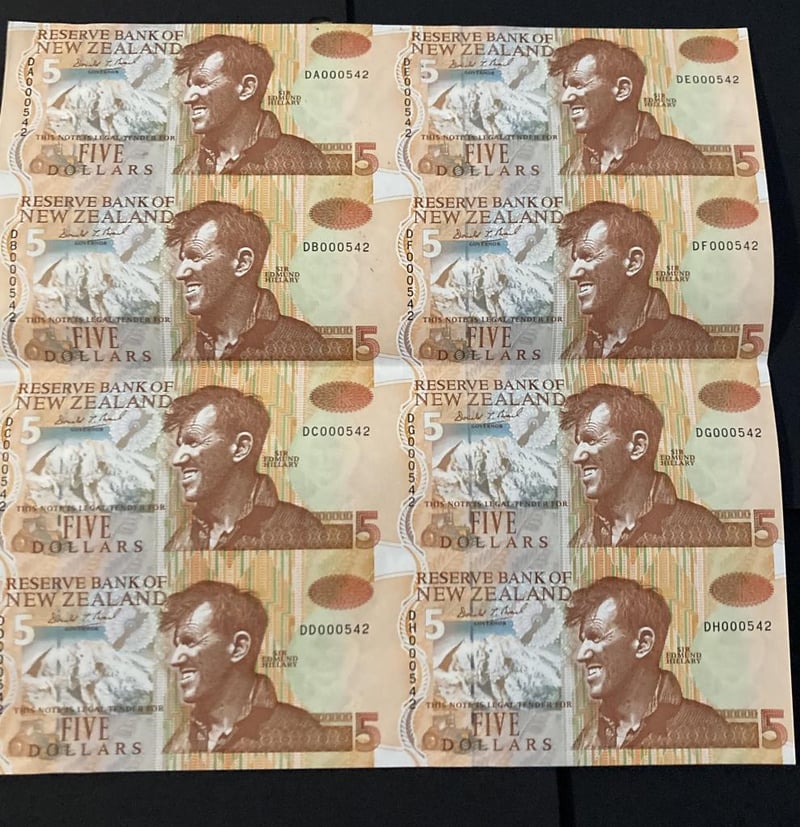 RESERVE BANK OF
NEW ZEALAND
GOVERNOR
5
DA000542
DA000542
SIR
EDMUND
HILLARY
THIS NOTE IS LEGAL TENDER FOR
FIVE
DOLLARS
5
RESERVE BANK OF
NEW ZEALAND
GOVERNOR
5
DE000542
DE000542
SIR
EDMUND
HILLARY
THIS NOTE IS LEGAL TENDER FOR
FIVE
DOLLARS
5
RESERVE BANK OF
NEW ZEALAND
GOVERNOR
5
DB000542
DB000542
SIR
EDMUND
HILLARY
THIS NOTE IS LEGAL TENDER FOR
FIVE
DOLLARS
5
RESERVE BANK OF
NEW ZEALAND
GOVERNOR
5
DF000542
DF000542
SIR
EDMUND
HILLARY
THIS NOTE IS LEGAL TENDER FOR
FIVE
DOLLARS
5
RESERVE BANK OF
NEW ZEALAND
GOVERNOR
5
DC000542
DC000542
SIR
EDMUND
HILLARY
THIS NOTE IS LEGAL TENDER FOR
FIVE
DOLLARS
5
RESERVE BANK OF
NEW ZEALAND
GOVERNOR
5
DG000542
DG000542
SIR
EDMUND
HILLARY
THIS NOTE IS LEGAL TENDER FOR
FIVE
DOLLARS
5
RESERVE BANK OF
NEW ZEALAND
GOVERNOR
5
DD000542
SIR
EDMUND
HILLARY
THIS NOTE IS LEGAL TENDER FOR
FIVE
DOLLARS
5
RESERVE BANK OF
NEW ZEALAND
GOVERNOR
5
DH000542
DH000542
SIR
EDMUND
HILLARY
THIS NOTE IS LEGAL TENDER FOR
FIVE
DOLLARS
5